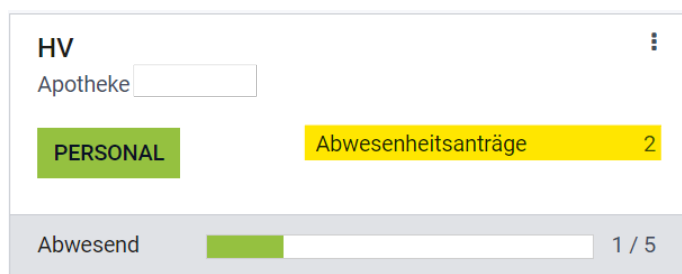 HV
Apotheke
PERSONAL
Abwesenheitsanträge 2
Abwesend 1 / 5